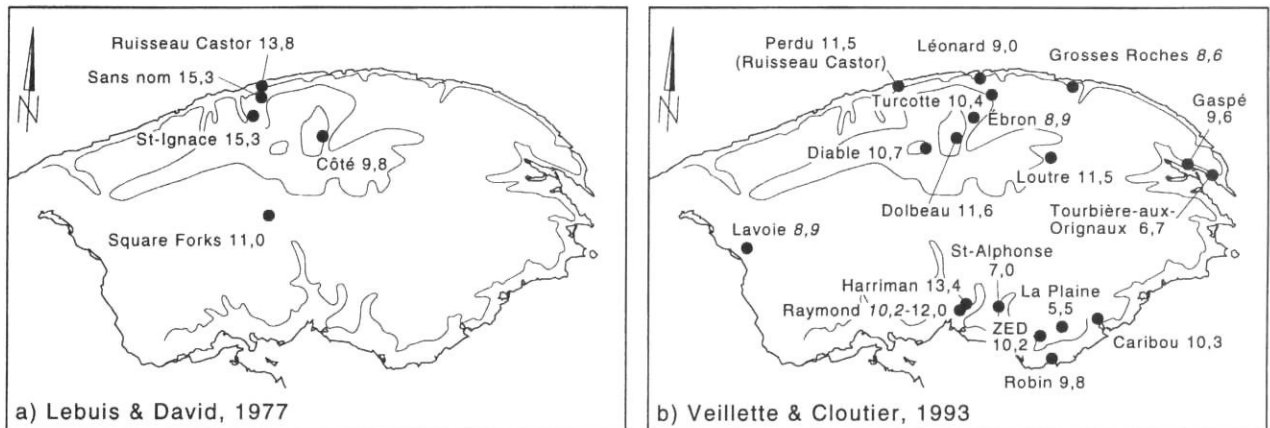 N
Ruisseau Castor 13,8
Sans nom 15,3
St-Ignace 15,3
Côté 9,8
Square Forks 11,0
a) Lebuis & David, 1977
N
Perdu 11,5
(Ruisseau Castor)
Léonard 9,0
Grosses Roches 8,6
Turcotte 10,4
Ébron 8,9
Gaspé
9,6
Diable 10,7
Loutre 11,5
Dolbeau 11,6
Tourbière-aux-
Orignaux 6,7
Lavoie 8,9
St-Alphonse
7,0
Harriman 13,4
La Plaine
5,5
Raymond 10,2-12,0
ZED
10,2
Caribou 10,3
Robin 9,8
b) Veillette & Cloutier, 1993